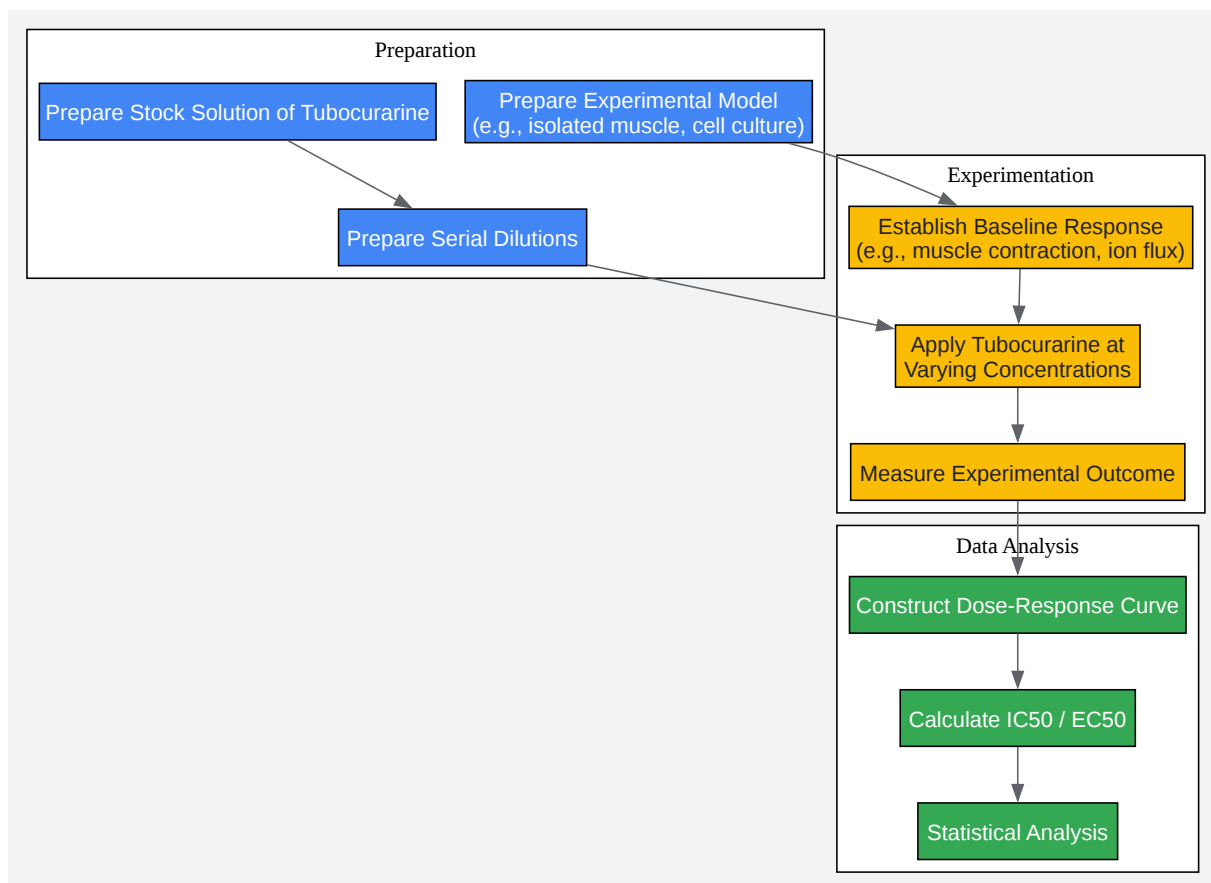 Preparation
Prepare Stock Solution of Tubocurarine
Prepare Experimental Model
(e.g., isolated muscle, cell culture)
Prepare Serial Dilutions
Experimentation
Establish Baseline Response
(e.g., muscle contraction, ion flux)
Apply Tubocurarine at
Varying Concentrations
Measure Experimental Outcome
Data Analysis
Construct Dose-Response Curve
Calculate IC50 / EC50
Statistical Analysis